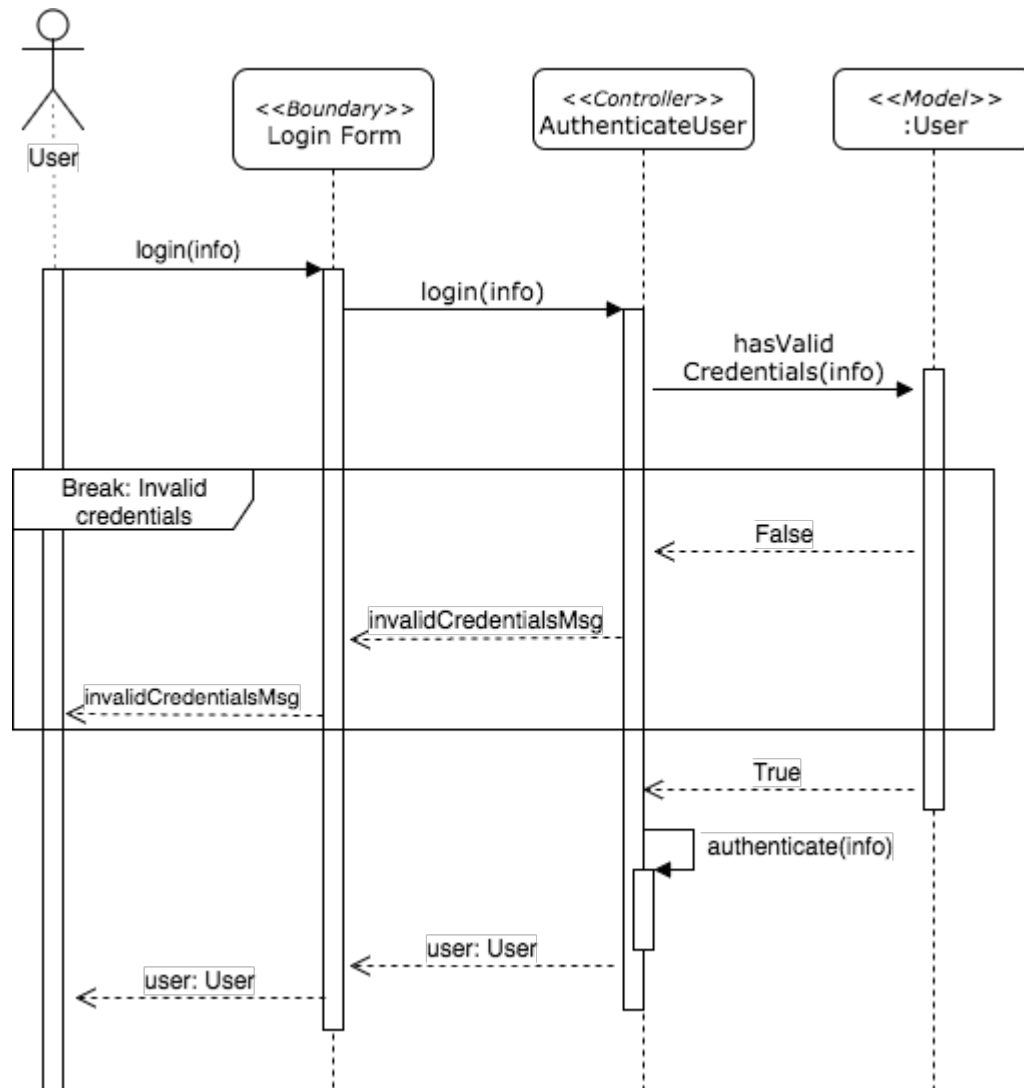 User
<<Boundary>>
Login Form
<<Controller>>
AuthenticateUser
<<Model>>
:User
login(info)
login(info)
hasValid
Credentials(info)
Break: Invalid
credentials
False
invalidCredentialsMsg
invalidCredentialsMsg
True
authenticate(info)
user: User
user: User